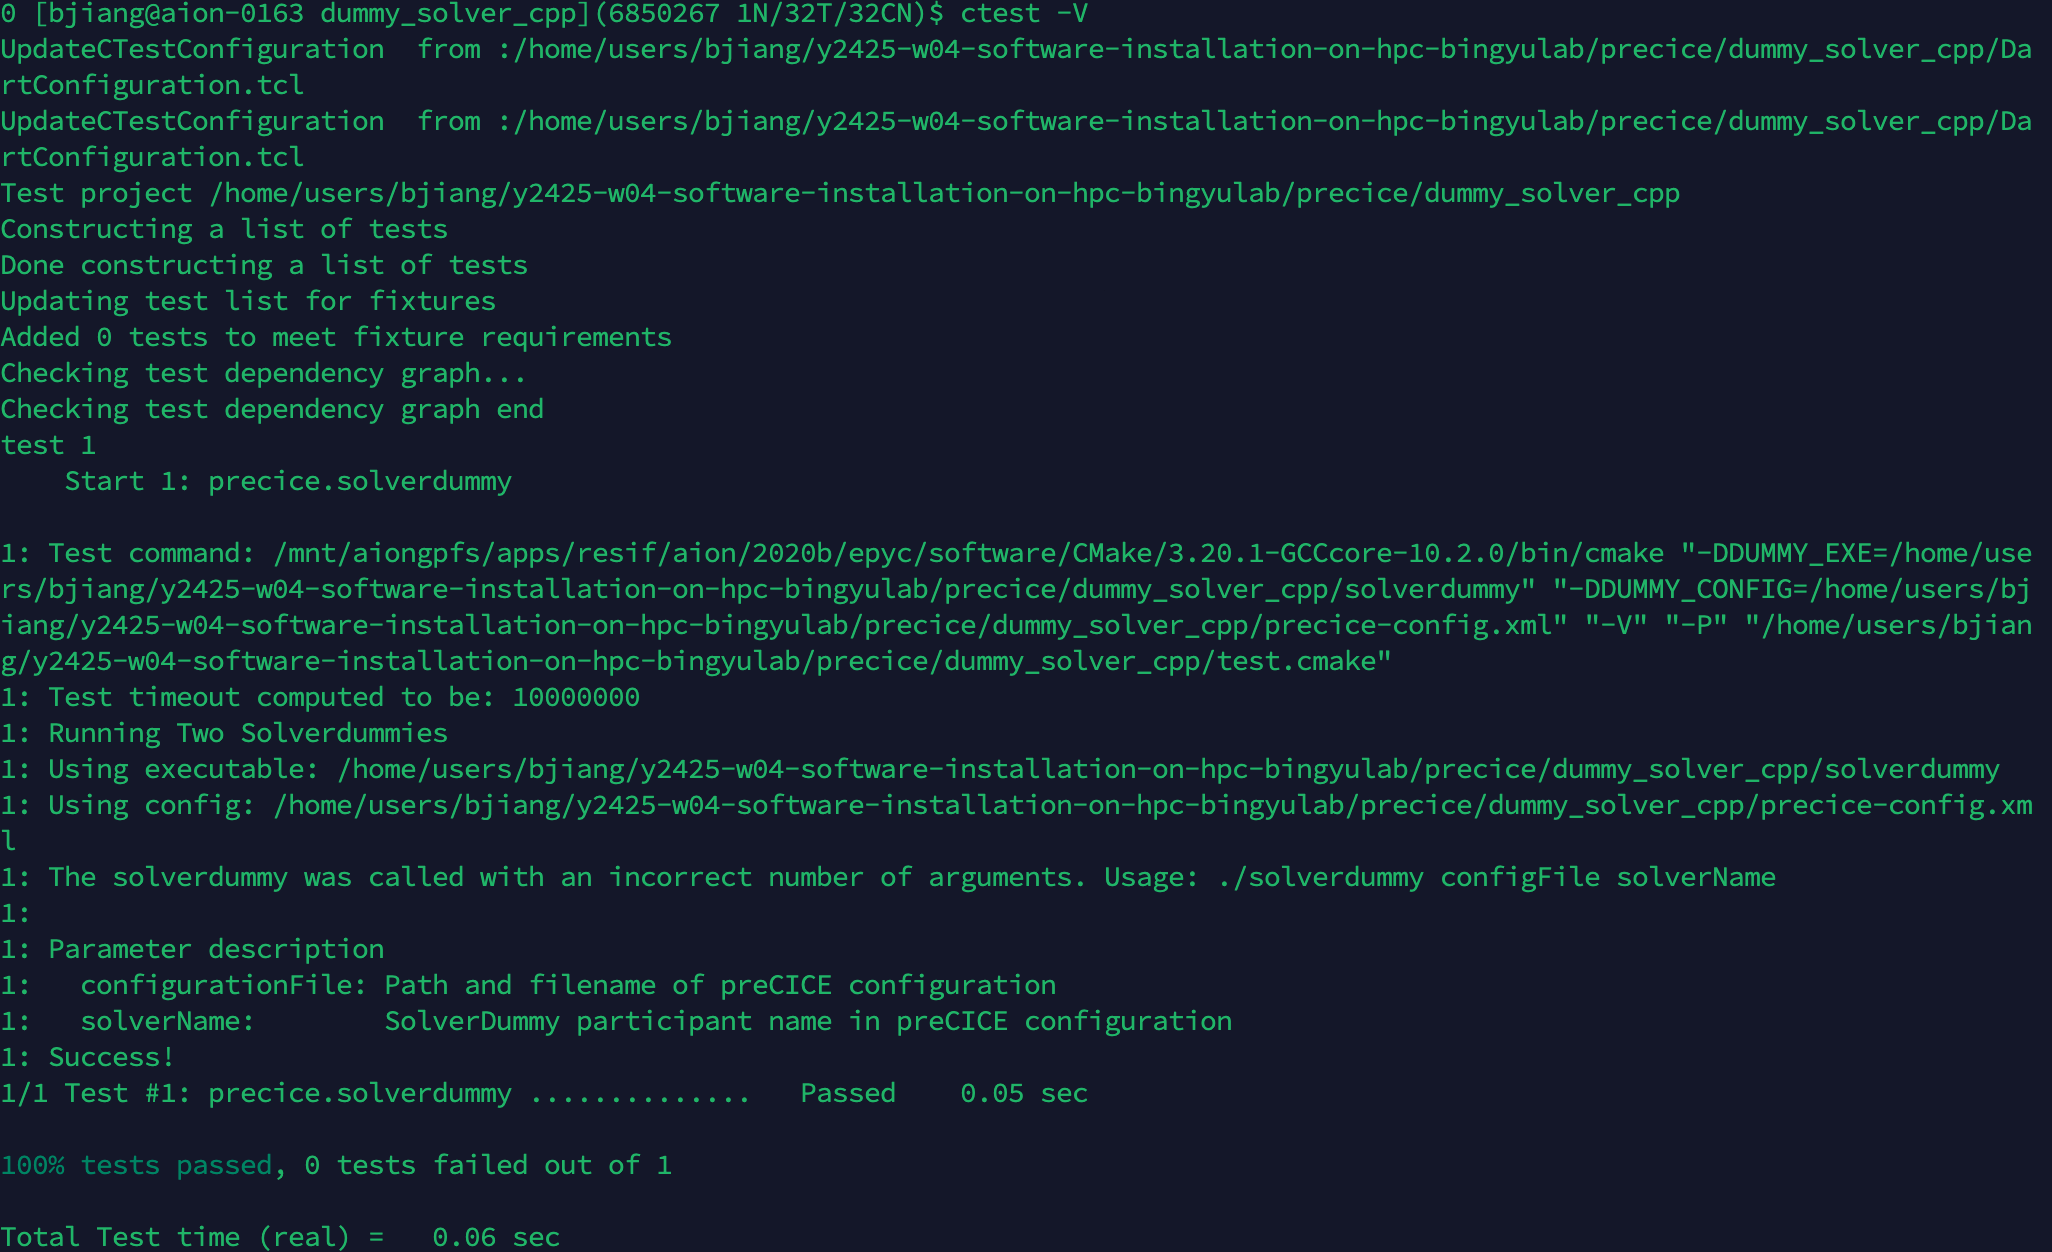 0 [bjiang@aion-0163 dummy_solver_cpp](6850267 1N/32T/32CN)$ ctest -V
UpdateCTestConfiguration  from :/home/users/bjiang/y2425-w04-software-installation-on-hpc-bingyulab/precice/dummy_solver_cpp/Da
rtConfiguration.tcl
UpdateCTestConfiguration  from :/home/users/bjiang/y2425-w04-software-installation-on-hpc-bingyulab/precice/dummy_solver_cpp/Da
rtConfiguration.tcl
Test project /home/users/bjiang/y2425-w04-software-installation-on-hpc-bingyulab/precice/dummy_solver_cpp
Constructing a list of tests
Done constructing a list of tests
Updating test list for fixtures
Added 0 tests to meet fixture requirements
Checking test dependency graph...
Checking test dependency graph end
test 1
    Start 1: precice.solverdummy

1: Test command: /mnt/aiongpfs/apps/resif/aion/2020b/epyc/software/CMake/3.20.1-GCCcore-10.2.0/bin/cmake "-DDUMMY_EXE=/home/use
rs/bjiang/y2425-w04-software-installation-on-hpc-bingyulab/precice/dummy_solver_cpp/solverdummy" "-DDUMMY_CONFIG=/home/users/bj
iang/y2425-w04-software-installation-on-hpc-bingyulab/precice/dummy_solver_cpp/precice-config.xml" "-V" "-P" "/home/users/bjian
g/y2425-w04-software-installation-on-hpc-bingyulab/precice/dummy_solver_cpp/test.cmake"
1: Test timeout computed to be: 10000000
1: Running Two Solverdummies
1: Using executable: /home/users/bjiang/y2425-w04-software-installation-on-hpc-bingyulab/precice/dummy_solver_cpp/solverdummy
1: Using config: /home/users/bjiang/y2425-w04-software-installation-on-hpc-bingyulab/precice/dummy_solver_cpp/precice-config.xm
l
1: The solverdummy was called with an incorrect number of arguments. Usage: ./solverdummy configFile solverName
1:
1: Parameter description
1:   configurationFile: Path and filename of preCICE configuration
1:   solverName:        SolverDummy participant name in preCICE configuration
1: Success!
1/1 Test #1: precice.solverdummy ..............   Passed    0.05 sec

100% tests passed, 0 tests failed out of 1

Total Test time (real) =   0.06 sec